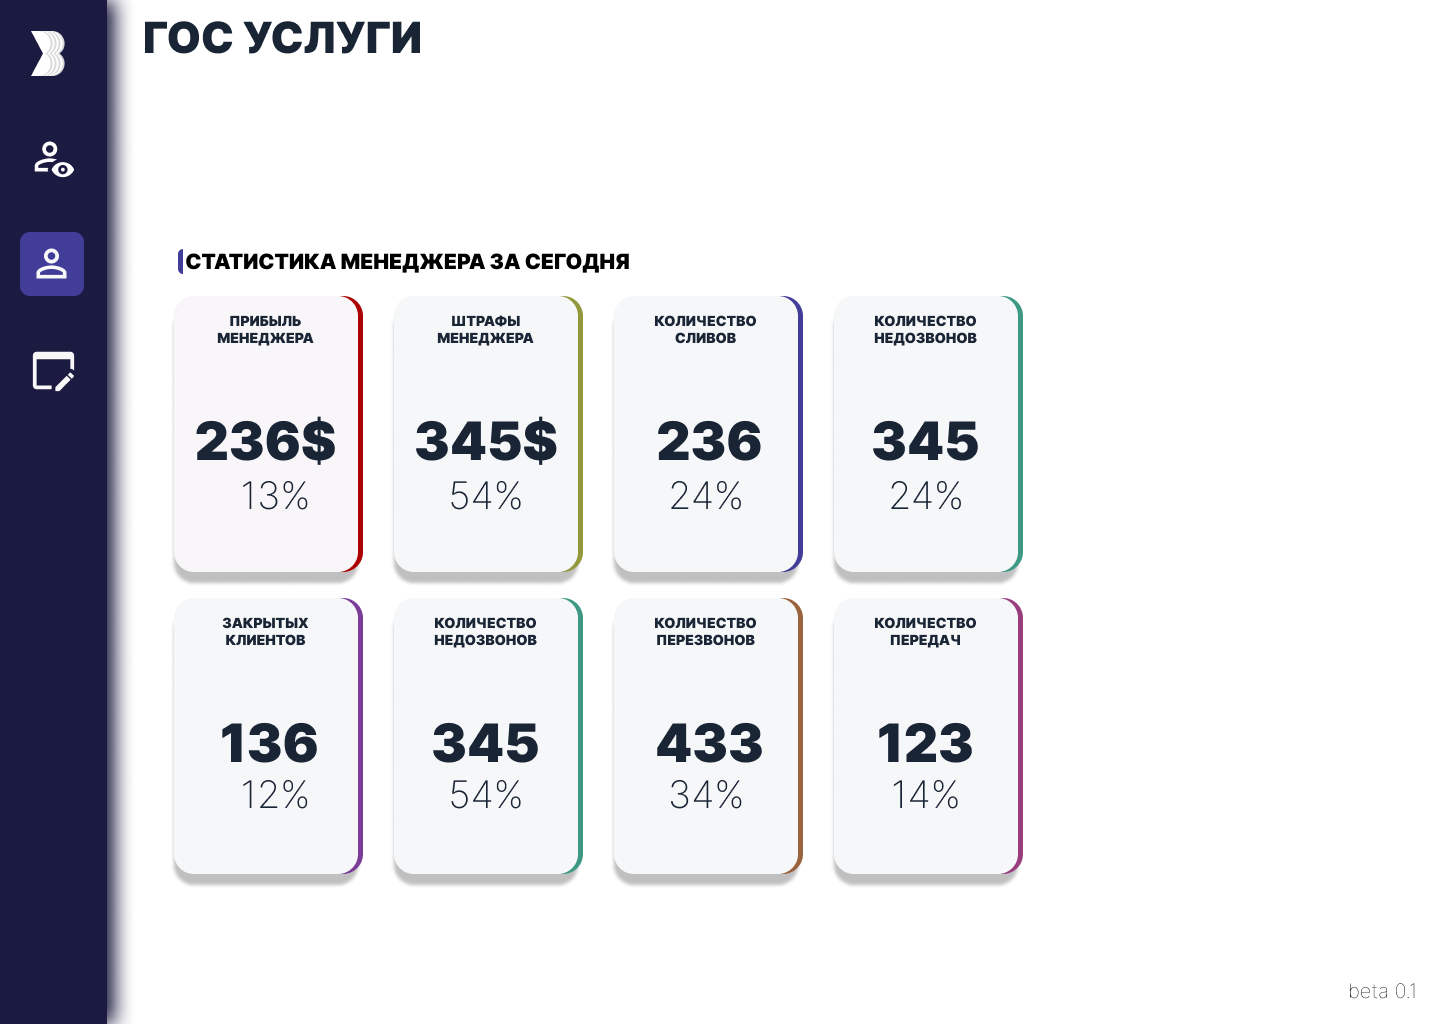 ГОС УСЛУГИ
СТАТИСТИКА МЕНЕДЖЕРА ЗА СЕГОДНЯ
ПРИБЫЛЬ
МЕНЕДЖЕРА
236$
13%
ШТРАФЫ
МЕНЕДЖЕРА
345$
54%
КОЛИЧЕСТВО
СЛИВОВ
236
24%
КОЛИЧЕСТВО
НЕДОЗВОНОВ
345
24%
ЗАКРЫТЫХ
КЛИЕНТОВ
136
12%
КОЛИЧЕСТВО
НЕДОЗВОНОВ
345
54%
КОЛИЧЕСТВО
ПЕРЕЗВОНОВ
433
34%
КОЛИЧЕСТВО
ПЕРЕДАЧ
123
14%
beta 0.1